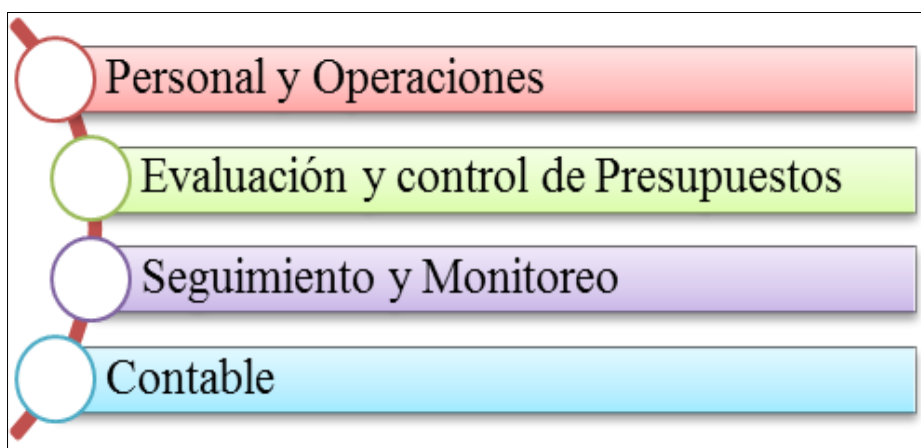 Personal y Operaciones
Evaluación y control de Presupuestos
Seguimiento y Monitoreo
Contable